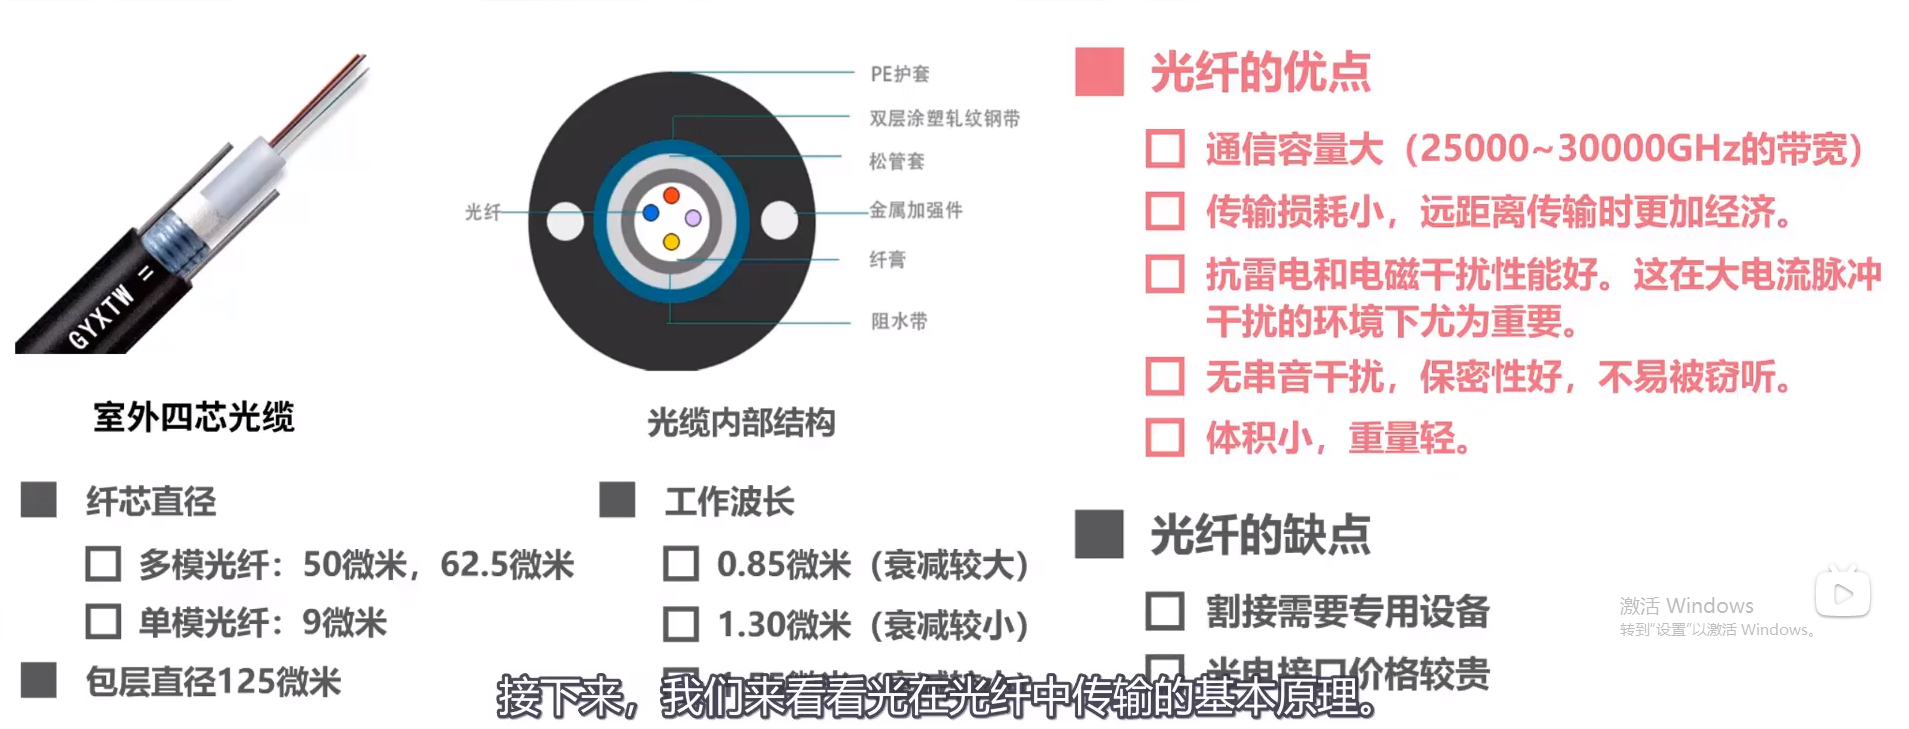 GYXTW =
室外四芯光缆
PE护套
双层涂塑轧纹钢带
松管套
光纤
金属加强件
纤膏
阻水带
光缆内部结构
纤芯直径
多模光纤：50微米，62.5微米
单模光纤：9微米
包层直径125微米
工作波长
0.85微米（衰减较大）
1.30微米（衰减较小）
光纤的优点
通信容量大（25000~30000GHz的带宽）
传输损耗小，远距离传输时更加经济。
抗雷电和电磁干扰性能好。这在大电流脉冲
干扰的环境下尤为重要。
无串音干扰，保密性好，不易被窃听。
体积小，重量轻。
光纤的缺点
割接需要专用设备
光电接口价格较贵
激活 Windows
转到"设置"以激活 Windows。
接下来，我们来看看光在光纤中传输的基本原理。